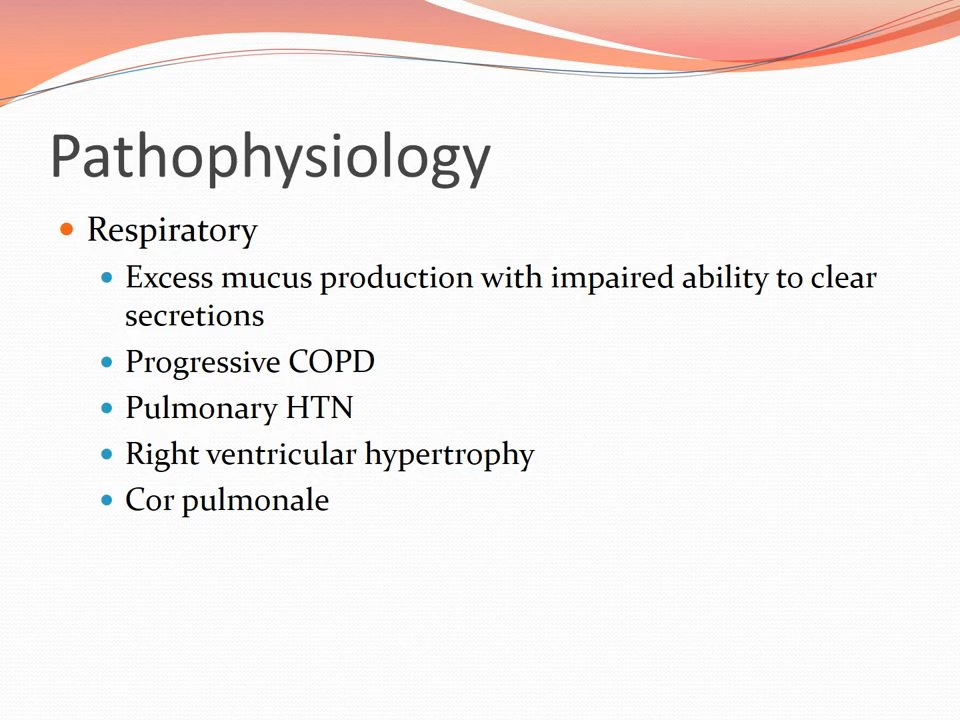 Pathophysiology
Respiratory
Excess mucus production with impaired ability to clear
secretions
Progressive COPD
Pulmonary HTN
Right ventricular hypertrophy
Cor pulmonale